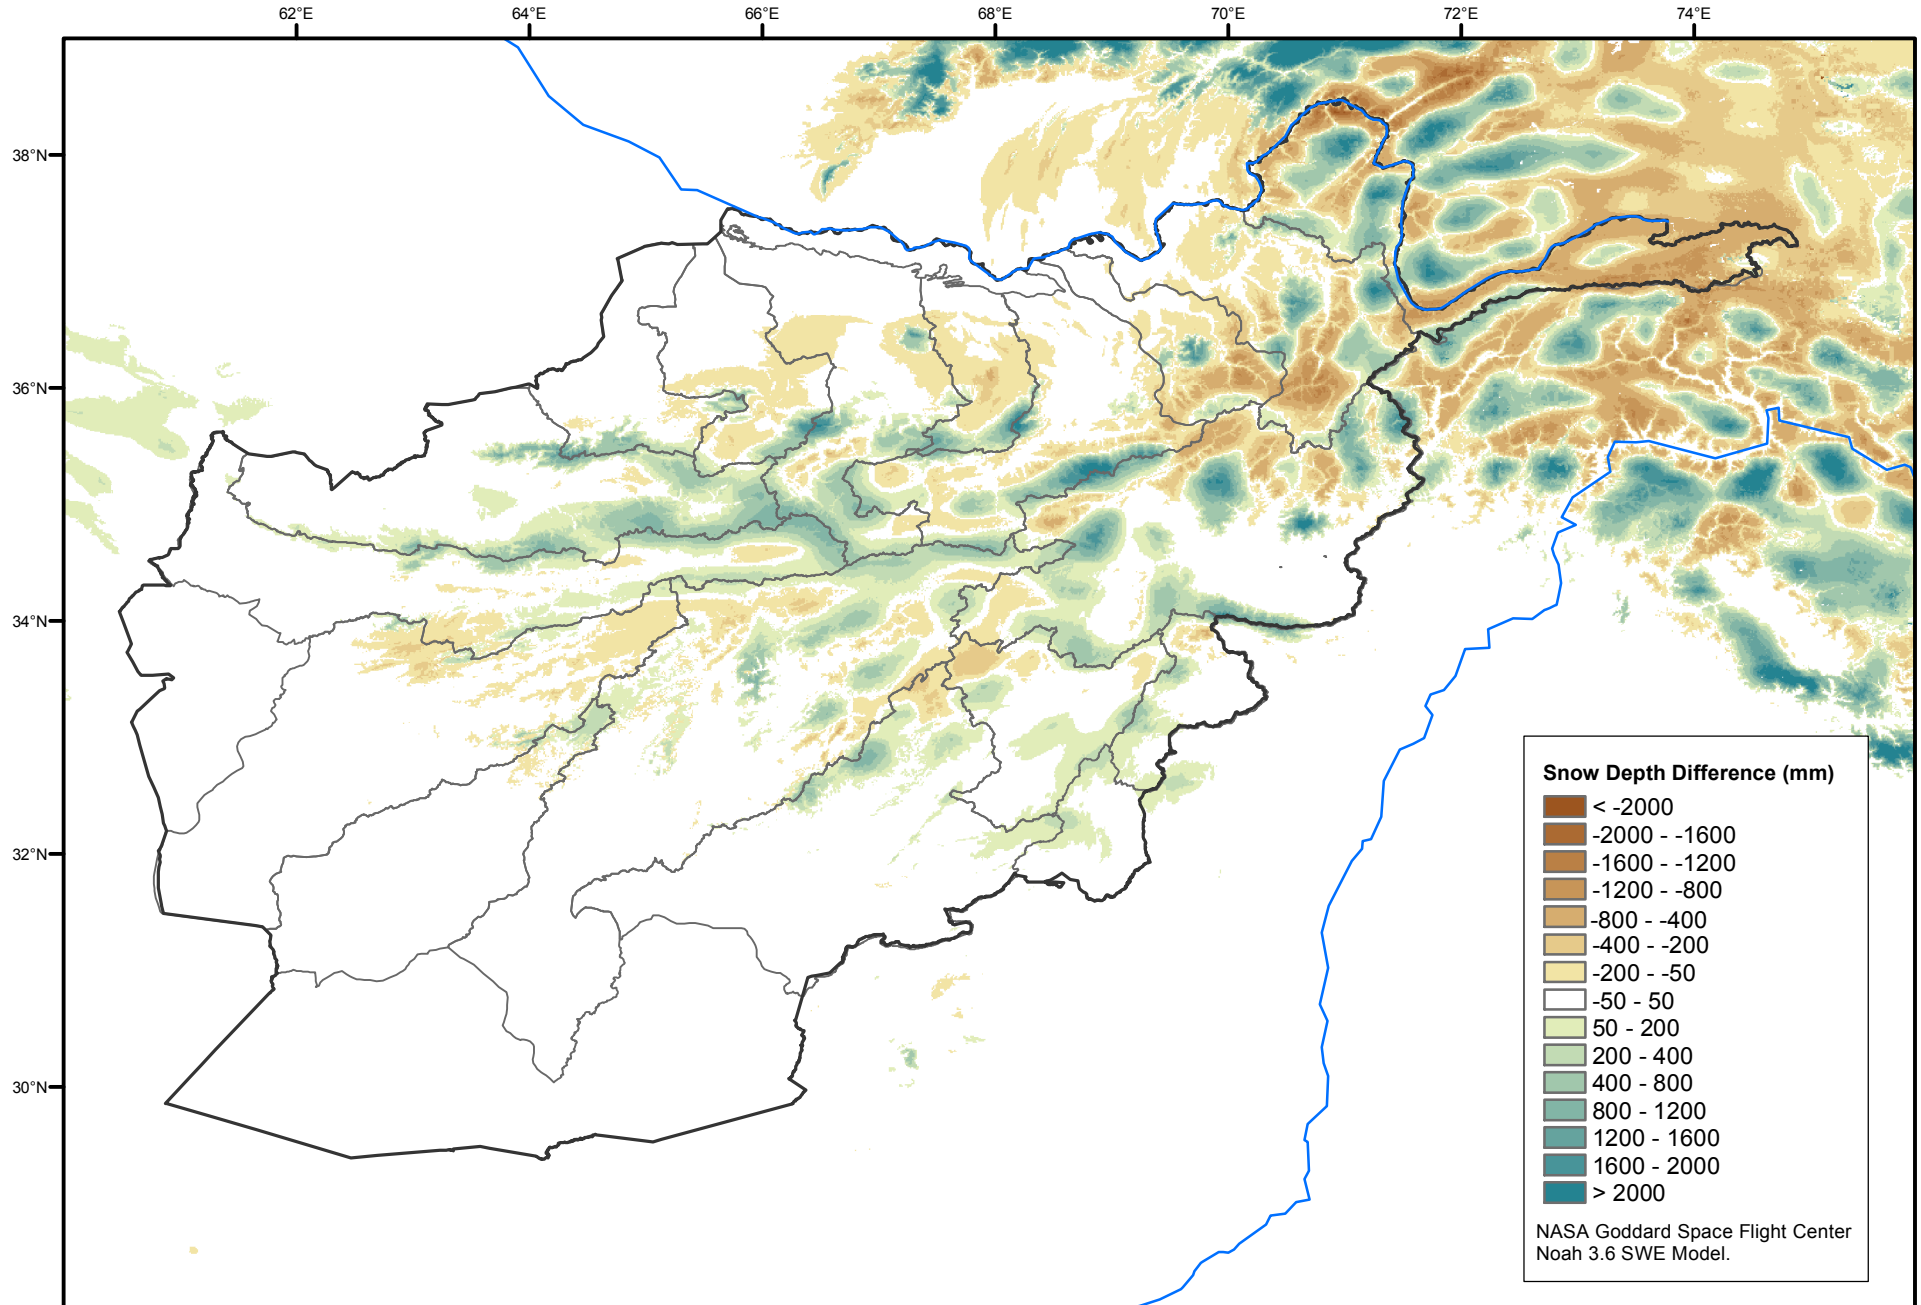 62°E 64°E 66°E 68°E 70°E 72°E 74°E
38°N
36°N
34°N
32°N
30°N
Snow Depth Difference (mm)
< -2000
-2000 - -1600
-1600 - -1200
-1200 - -800
-800 - -400
-400 - -200
-200 - -50
-50 - 50
50 - 200
200 - 400
400 - 800
800 - 1200
1200 - 1600
1600 - 2000
> 2000
NASA Goddard Space Flight Center
Noah 3.6 SWE Model.